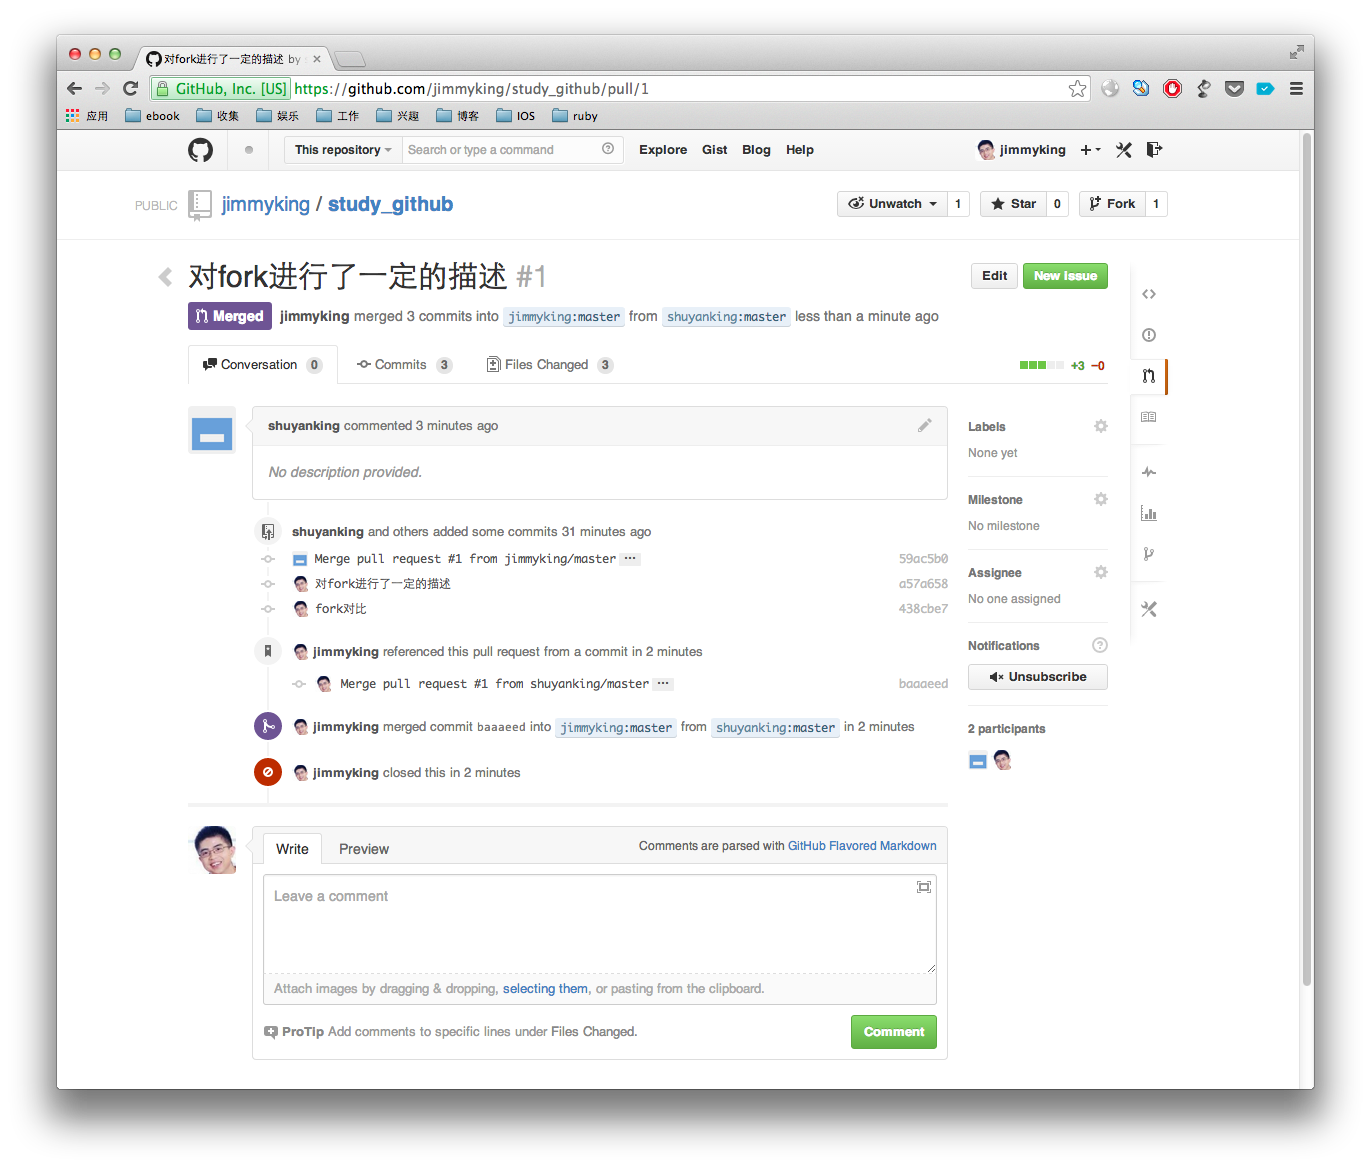 对fork进行了一定的描述 by
GitHub, Inc. [US] https://github.com/jimmyking/study_github/pull/1
应用 ebook 收集 娱乐 工作 兴趣 博客 IOS ruby
This repository Search or type a command Explore Gist Blog Help jimmyking
PUBLIC jimmyking / study_github Unwatch 1 Star 0 Fork 1
对fork进行了一定的描述 #1 Edit New Issue
Merged jimmyking merged 3 commits into jimmyking:master from shuyanking:master less than a minute ago
Conversation 0 Commits 3 Files Changed 3 +3 −0
shuyanking commented 3 minutes ago
No description provided.
shuyanking and others added some commits 31 minutes ago
Merge pull request #1 from jimmyking/master ... 59ac5b0
对fork进行了一定的描述 a57a658
fork对比 438cbe7
jimmyking referenced this pull request from a commit in 2 minutes
Merge pull request #1 from shuyanking/master ... baaaeed
jimmyking merged commit baaaeed into jimmyking:master from shuyanking:master in 2 minutes
jimmyking closed this in 2 minutes
Labels
None yet
Milestone
No milestone
Assignee
No one assigned
Notifications
Unsubscribe
2 participants
Write Preview Comments are parsed with GitHub Flavored Markdown
Leave a comment
Attach images by dragging & dropping, selecting them, or pasting from the clipboard.
ProTip Add comments to specific lines under Files Changed. Comment